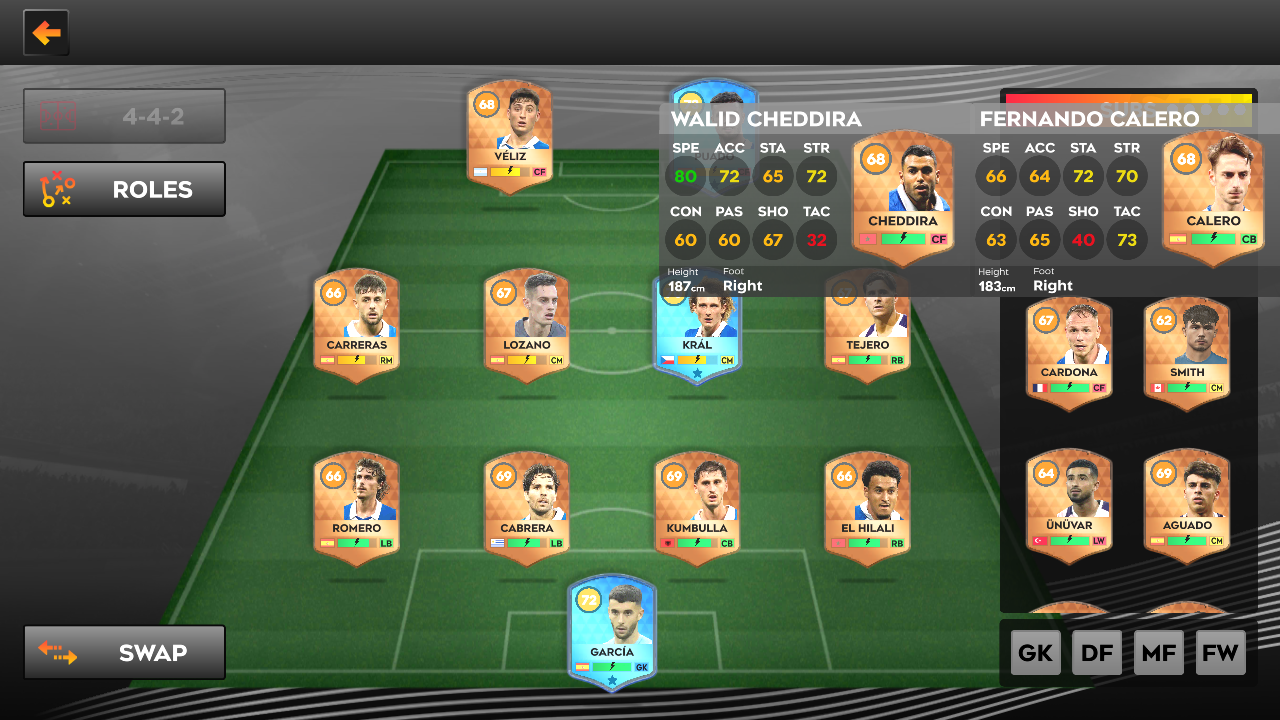 4-4-2
ROLES
68
VÉLIZ
CF
PUADO
SUBS
WALID CHEDDIRA
SPE ACC STA STR
80 72 65 72
CON PAS SHO TAC
60 60 67 32
Height Foot
187cm Right
68
CHEDDIRA
CF
FERNANDO CALERO
SPE ACC STA STR
66 64 72 70
CON PAS SHO TAC
63 65 40 73
Height Foot
183cm Right
68
CALERO
CB
66
CARRERAS
RM
67
LOZANO
CM
KRÁL
CM
67
TEJERO
RB
67
CARDONA
CF
62
SMITH
CM
66
ROMERO
LB
69
CABRERA
LB
69
KUMBULLA
CB
66
EL HILALI
RB
64
ÜNÜVAR
LW
69
AGUADO
CM
72
GARCÍA
GK
SWAP
GK DF MF FW